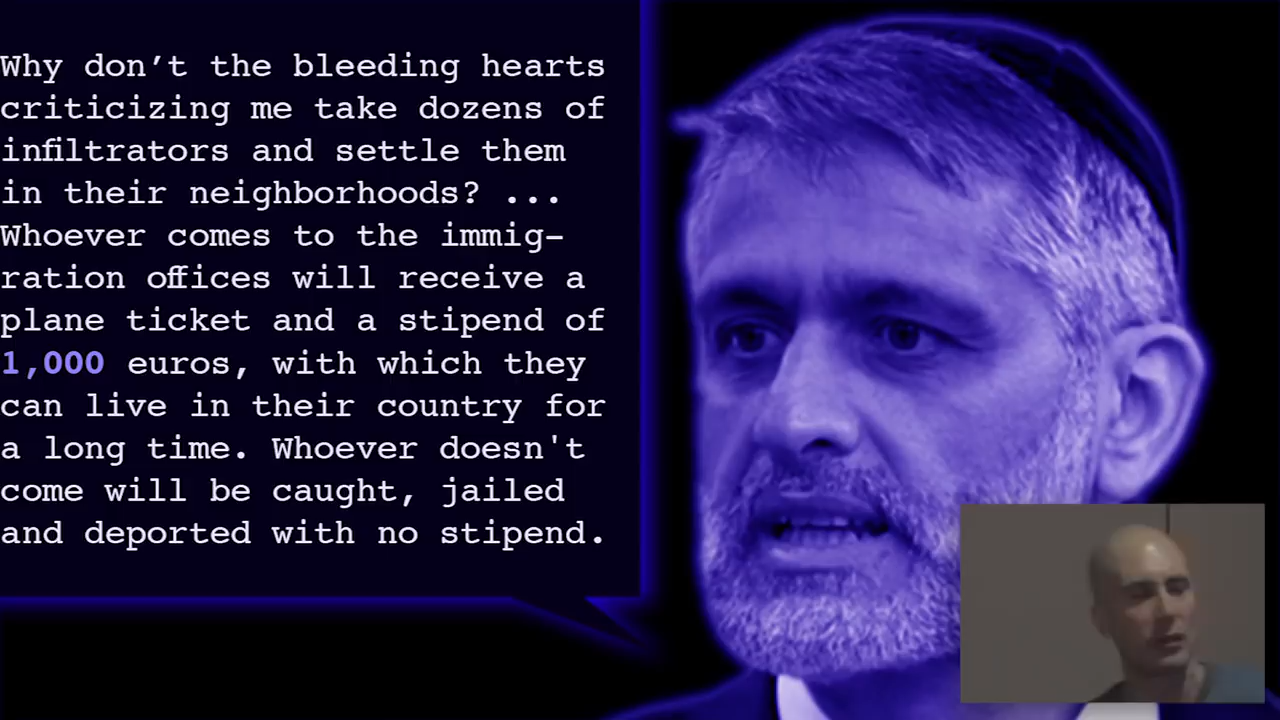 Why don’t the bleeding hearts
criticizing me take dozens of
infiltrators and settle them
in their neighborhoods? ...
Whoever comes to the immig-
ration offices will receive a
plane ticket and a stipend of
1,000 euros, with which they
can live in their country for
a long time. Whoever doesn't
come will be caught, jailed
and deported with no stipend.